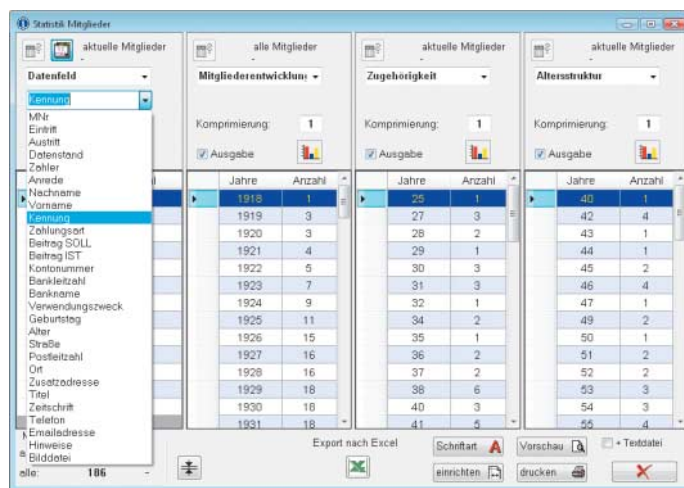 Statistik Mitglieder
aktuelle Mitglieder
-
Datenfeld
Kennung
MNr
Eintritt
Austritt
Datenstand
Zahler
Anrede
Nachname
Vorname
Kennung
Zahlungsart
Beitrag SOLL
Beitrag IST
Kontonummer
Bankleitzahl
Bankname
Verwendungszweck
Geburtstag
Alter
Straße
Postleitzahl
Ort
Zusatzadresse
Titel
Zeitschrift
Telefon
Emailadresse
Hinweise
Bilddatei
alle: 186 -
alle Mitglieder
-
Mitgliederentwicklung
Komprimierung: 1
Ausgabe
Jahre Anzahl
1918 1
1919 3
1920 3
1921 4
1922 5
1923 7
1924 9
1925 11
1926 15
1927 16
1928 16
1929 18
1930 18
1931 18
aktuelle Mitglieder
-
Zugehörigkeit
Komprimierung: 1
Ausgabe
Jahre Anzahl
25 1
27 3
28 2
29 1
30 3
31 3
32 1
34 2
35 1
36 2
37 2
38 6
40 3
41 5
aktuelle Mitglieder
-
Altersstruktur
Komprimierung: 1
Ausgabe
Jahre Anzahl
40 1
42 4
43 1
44 1
45 2
46 4
47 1
49 2
50 1
51 2
52 2
53 3
54 3
55 4
Export nach Excel
Schriftart A
Vorschau
+ Textdatei
einrichten
drucken